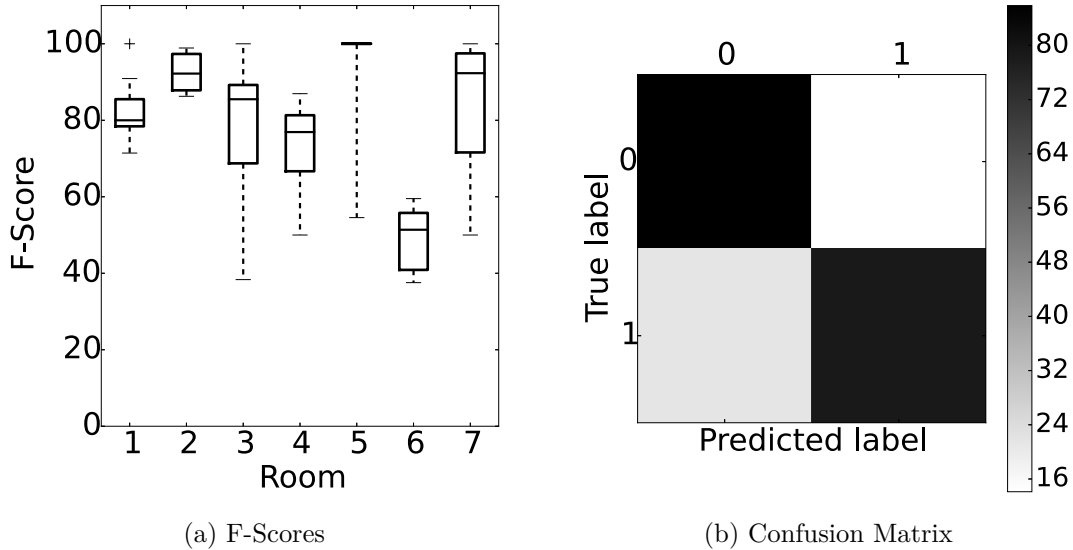 100
80
60
40
20
0
F-Score
1 2 3 4 5 6 7
Room
(a) F-Scores
0 1
0
1
True label
Predicted label
80
72
64
56
48
40
32
24
16
(b) Confusion Matrix